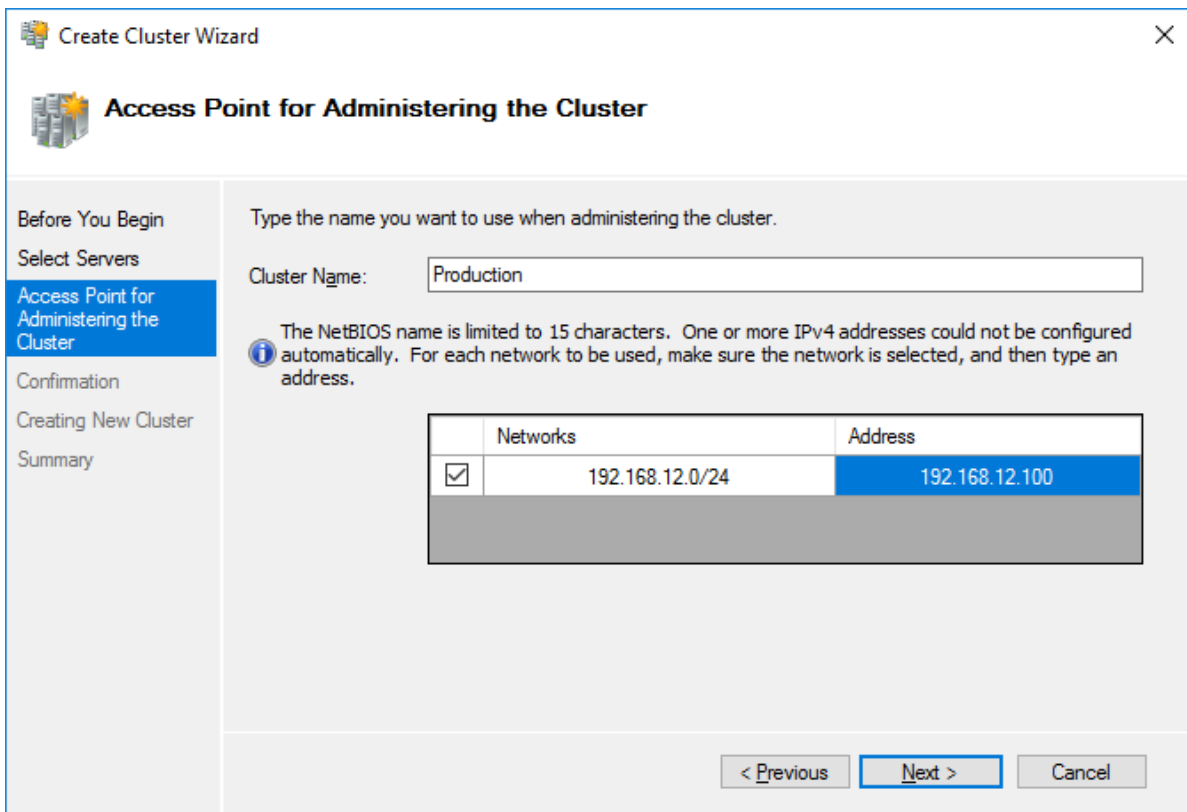 Create Cluster Wizard
Access Point for Administering the Cluster
Before You Begin
Select Servers
Access Point for
Administering the
Cluster
Confirmation
Creating New Cluster
Summary
Type the name you want to use when administering the cluster.
Cluster Name:
Production
The NetBIOS name is limited to 15 characters.  One or more IPv4 addresses could not be configured
automatically.  For each network to be used, make sure the network is selected, and then type an
address.
Networks Address
192.168.12.0/24 192.168.12.100
< Previous Next > Cancel